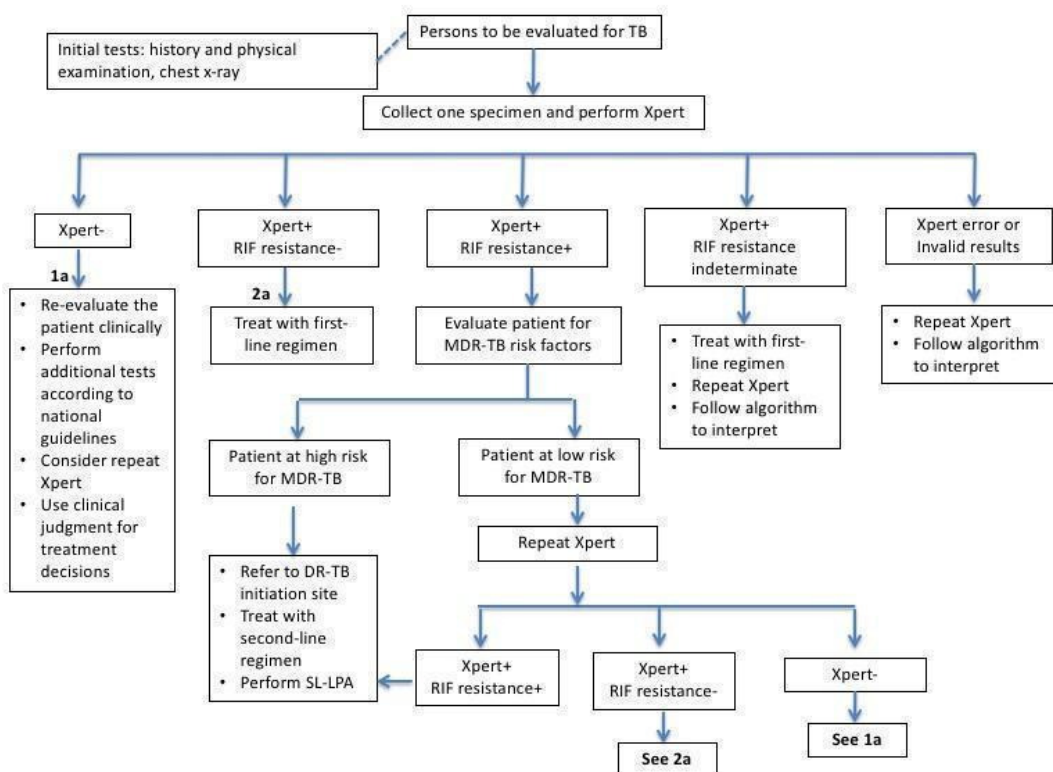 Persons to be evaluated for TB
Initial tests: history and physical
examination, chest x-ray
Collect one specimen and perform Xpert
Xpert-
Xpert+
RIF resistance-
Xpert+
RIF resistance+
Xpert+
RIF resistance
indeterminate
Xpert error or
Invalid results
1a
• Re-evaluate the
patient clinically
• Perform
additional tests
according to
national
guidelines
• Consider repeat
Xpert
• Use clinical
judgment for
treatment
decisions
2a
Treat with first-
line regimen
Evaluate patient for
MDR-TB risk factors
• Treat with first-
line regimen
• Repeat Xpert
• Follow algorithm
to interpret
• Repeat Xpert
• Follow algorithm
to interpret
Patient at high risk
for MDR-TB
Patient at low risk
for MDR-TB
Repeat Xpert
• Refer to DR-TB
initiation site
• Treat with
second-line
regimen
• Perform SL-LPA
Xpert+
RIF resistance+
Xpert+
RIF resistance-
Xpert-
See 2a
See 1a